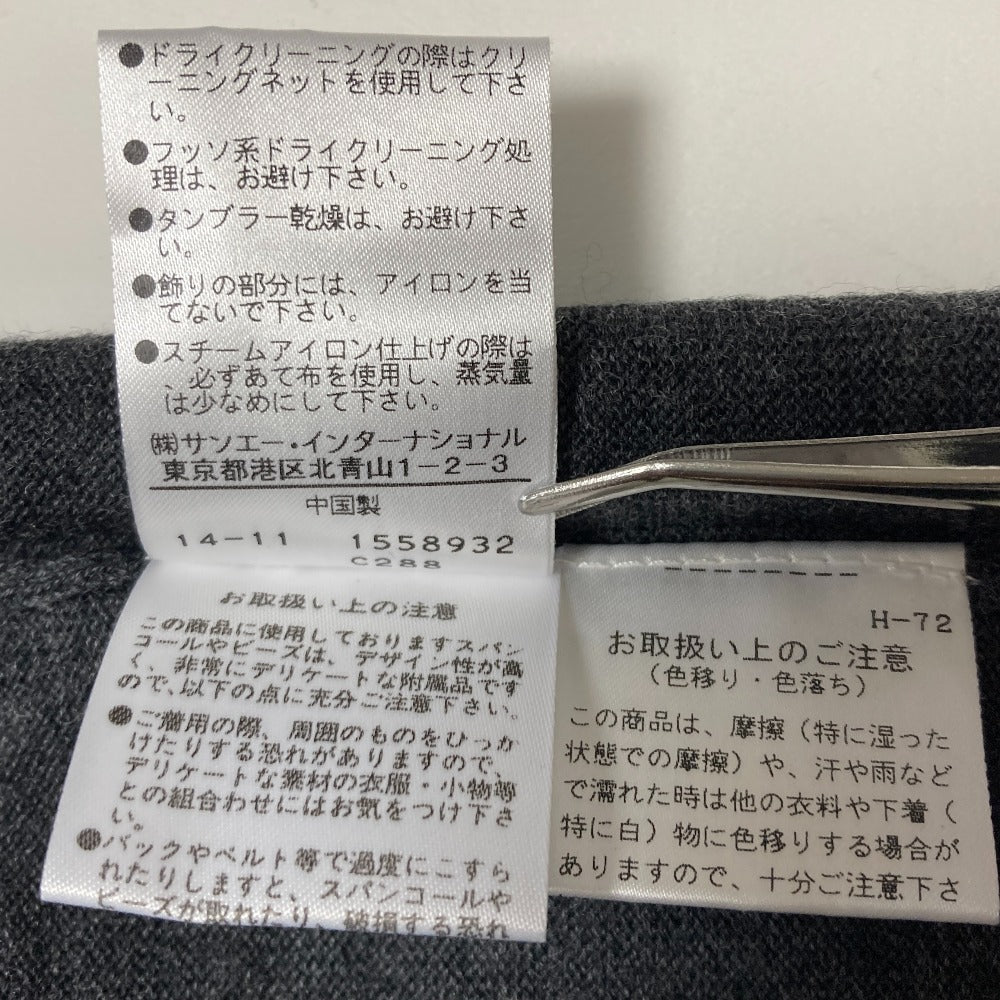 ●ドライクリーニングの際はクリ
ーニングネットを使用して下さ
い。
●フッソ系ドライクリーニング処
理は、お避け下さい。
●タンブラー乾燥は、お避け下さ
い。
●飾りの部分には、アイロンを当
てないで下さい。
●スチームアイロン仕上げの際は
、必ずあて布を使用し、蒸気量
は少なめにして下さい。
㈱サンエー・インターナショナル
東京都港区北青山1-2-3
中国製
14-11 1558932
C288
お取扱い上の注意
この商品に使用しておりますスパン
コールやビーズは、デザイン性が高
く、非常にデリケートな附属品です
ので、以下の点に充分ご注意下さい。
●ご着用の際、周囲のものをひっか
けたりする恐れがありますので、
デリケートな素材の衣服・小物等
との組合わせにはお気をつけ下さ
い。
●バックやベルト等で過度にこすら
れたりしますと、スパンコールや
ビーズが取れたり、破損する恐れ
H-72
お取扱い上のご注意
(色移り・色落ち)
この商品は、摩擦(特に湿った
状態での摩擦)や、汗や雨など
で濡れた時は他の衣料や下着(
特に白)物に色移りする場合が
ありますので、十分ご注意下さ